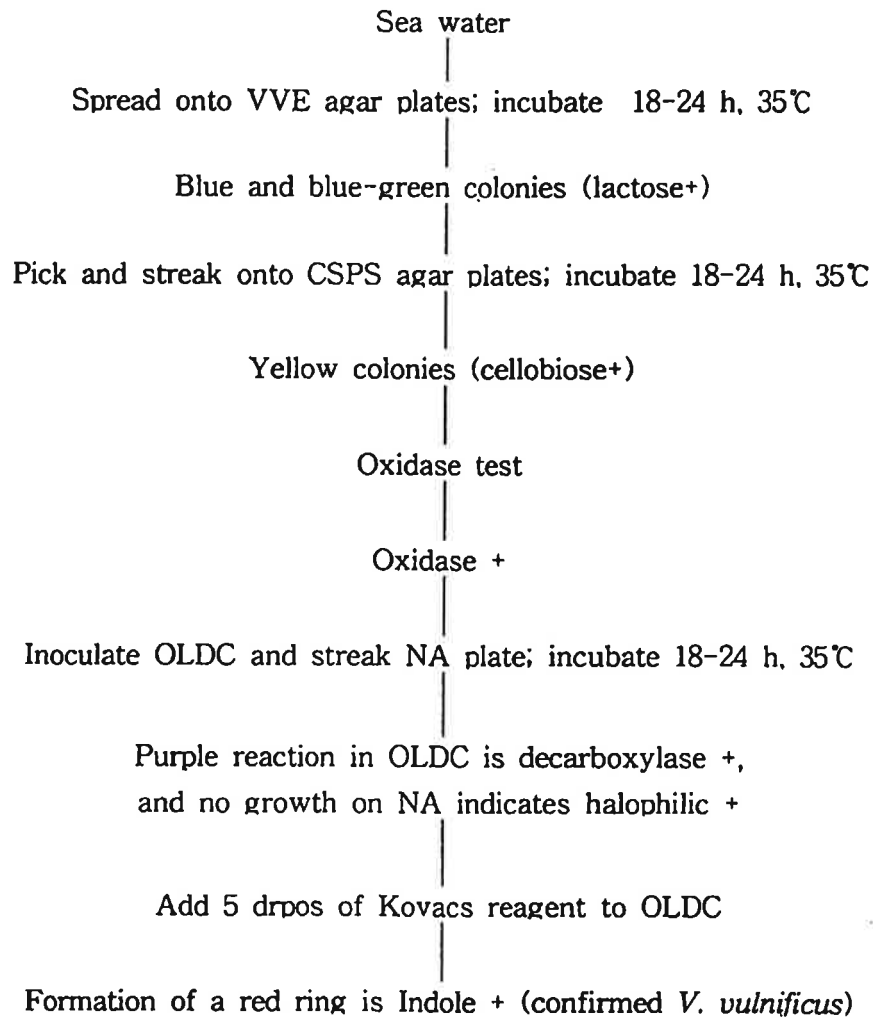 Sea water
Spread onto VVE agar plates; incubate 18-24 h, 35℃
Blue and blue-green colonies (lactose+)
Pick and streak onto CSPS agar plates; incubate 18-24 h, 35℃
Yellow colonies (cellobiose+)
Oxidase test
Oxidase +
Inoculate OLDC and streak NA plate; incubate 18-24 h, 35℃
Purple reaction in OLDC is decarboxylase +,
and no growth on NA indicates halophilic +
Add 5 drpos of Kovacs reagent to OLDC
Formation of a red ring is Indole + (confirmed V. vulnificus)